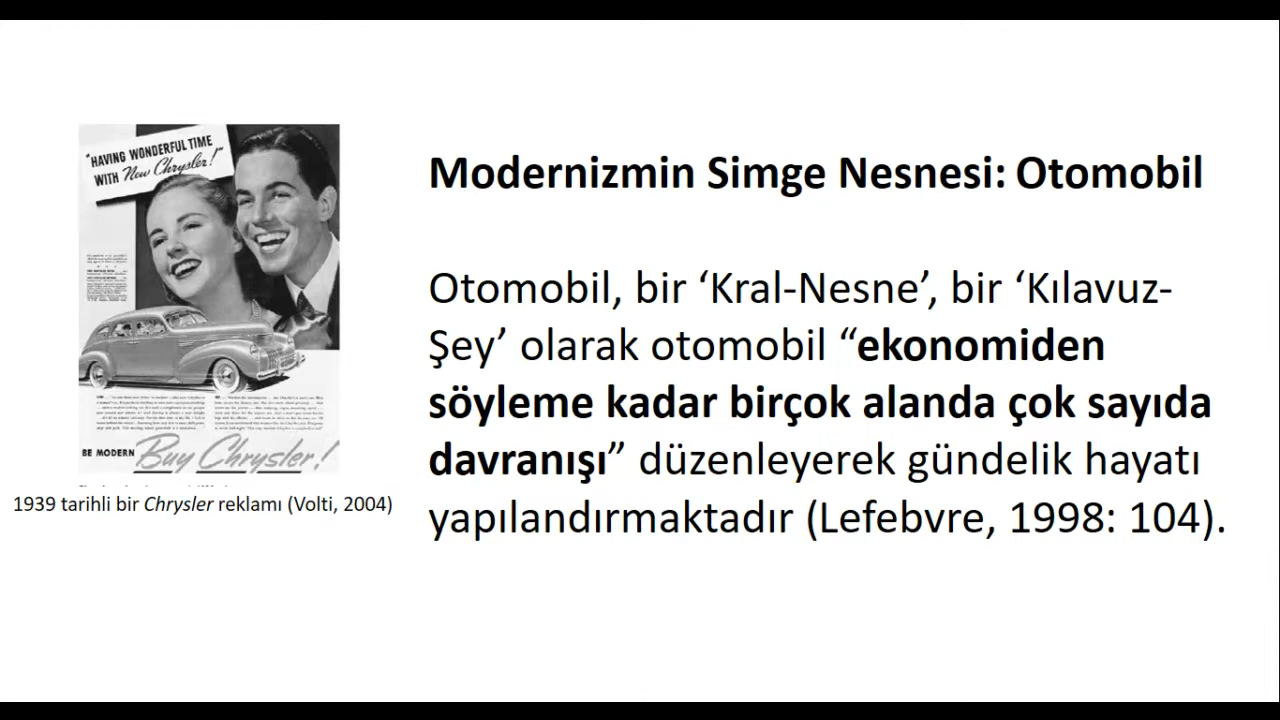 "HAVING WONDERFUL TIME
WITH New Chrysler!"
BE MODERN Buy Chrysler!
1939 tarihli bir Chrysler reklamı (Volti, 2004)
Modernizmin Simge Nesnesi: Otomobil
Otomobil, bir ‘Kral-Nesne’, bir ‘Kılavuz-
Şey’ olarak otomobil “ekonomiden
söyleme kadar birçok alanda çok sayıda
davranışı” düzenleyerek gündelik hayatı
yapılandırmaktadır (Lefebvre, 1998: 104).